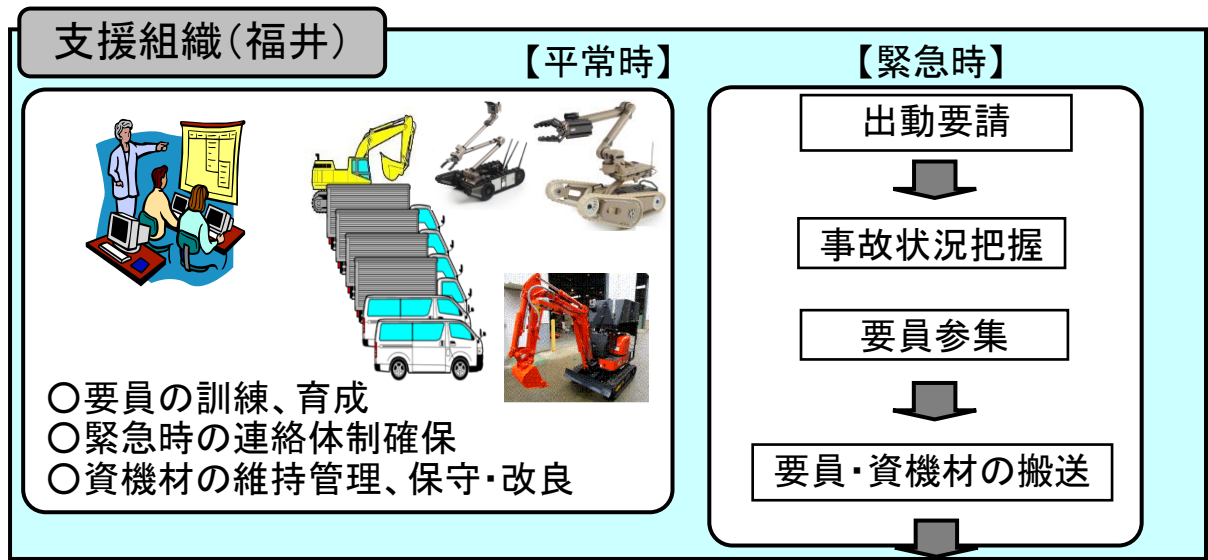 支援組織(福井)
【平常時】
○要員の訓練、育成
○緊急時の連絡体制確保
○資機材の維持管理、保守・改良
【緊急時】
出動要請
事故状況把握
要員参集
要員・資機材の搬送